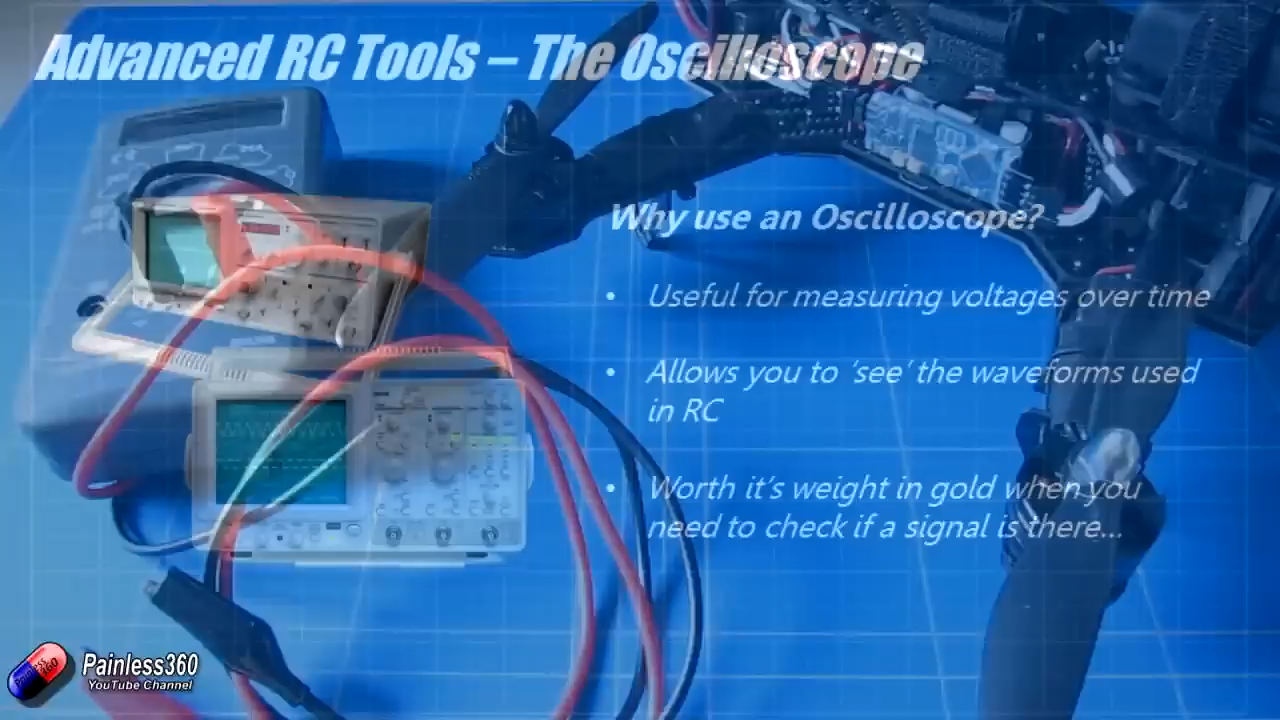 Advanced RC Tools – The Oscilloscope
Why use an Oscilloscope?
• Useful for measuring voltages over time
• Allows you to ‘see’ the waveforms used
in RC
• Worth it’s weight in gold when you
need to check if a signal is there...
Painless360
Painless360
YouTube Channel